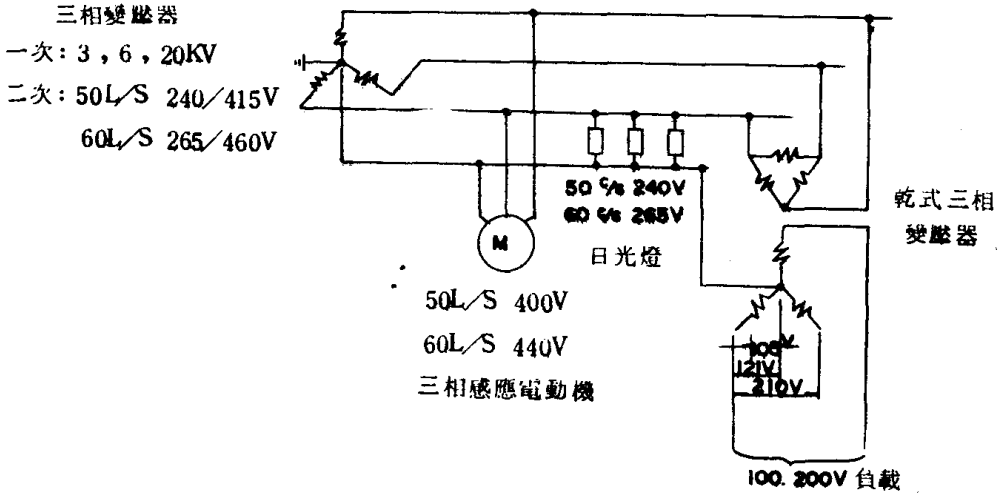 三相變壓器
一次：3，6，20KV
二次：50L/S 240/415V
60L/S 265/460V
50 c/s 240V
60 c/s 265V
日光燈
乾式三相
變壓器
M
50L/S 400V
60L/S 440V
三相感應電動機
105V
121V
210V
100. 200V 負載